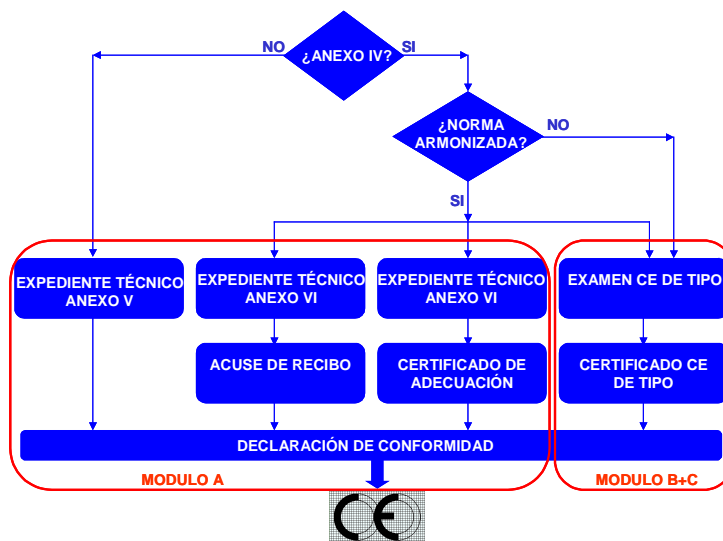 ¿ANEXO IV?
NO
SI
¿NORMA
ARMONIZADA?
NO
SI
EXPEDIENTE TÉCNICO
ANEXO V
EXPEDIENTE TÉCNICO
ANEXO VI
EXPEDIENTE TÉCNICO
ANEXO VI
EXAMEN CE DE TIPO
ACUSE DE RECIBO
CERTIFICADO DE
ADECUACIÓN
CERTIFICADO CE
DE TIPO
DECLARACIÓN DE CONFORMIDAD
MODULO A
MODULO B+C
CE